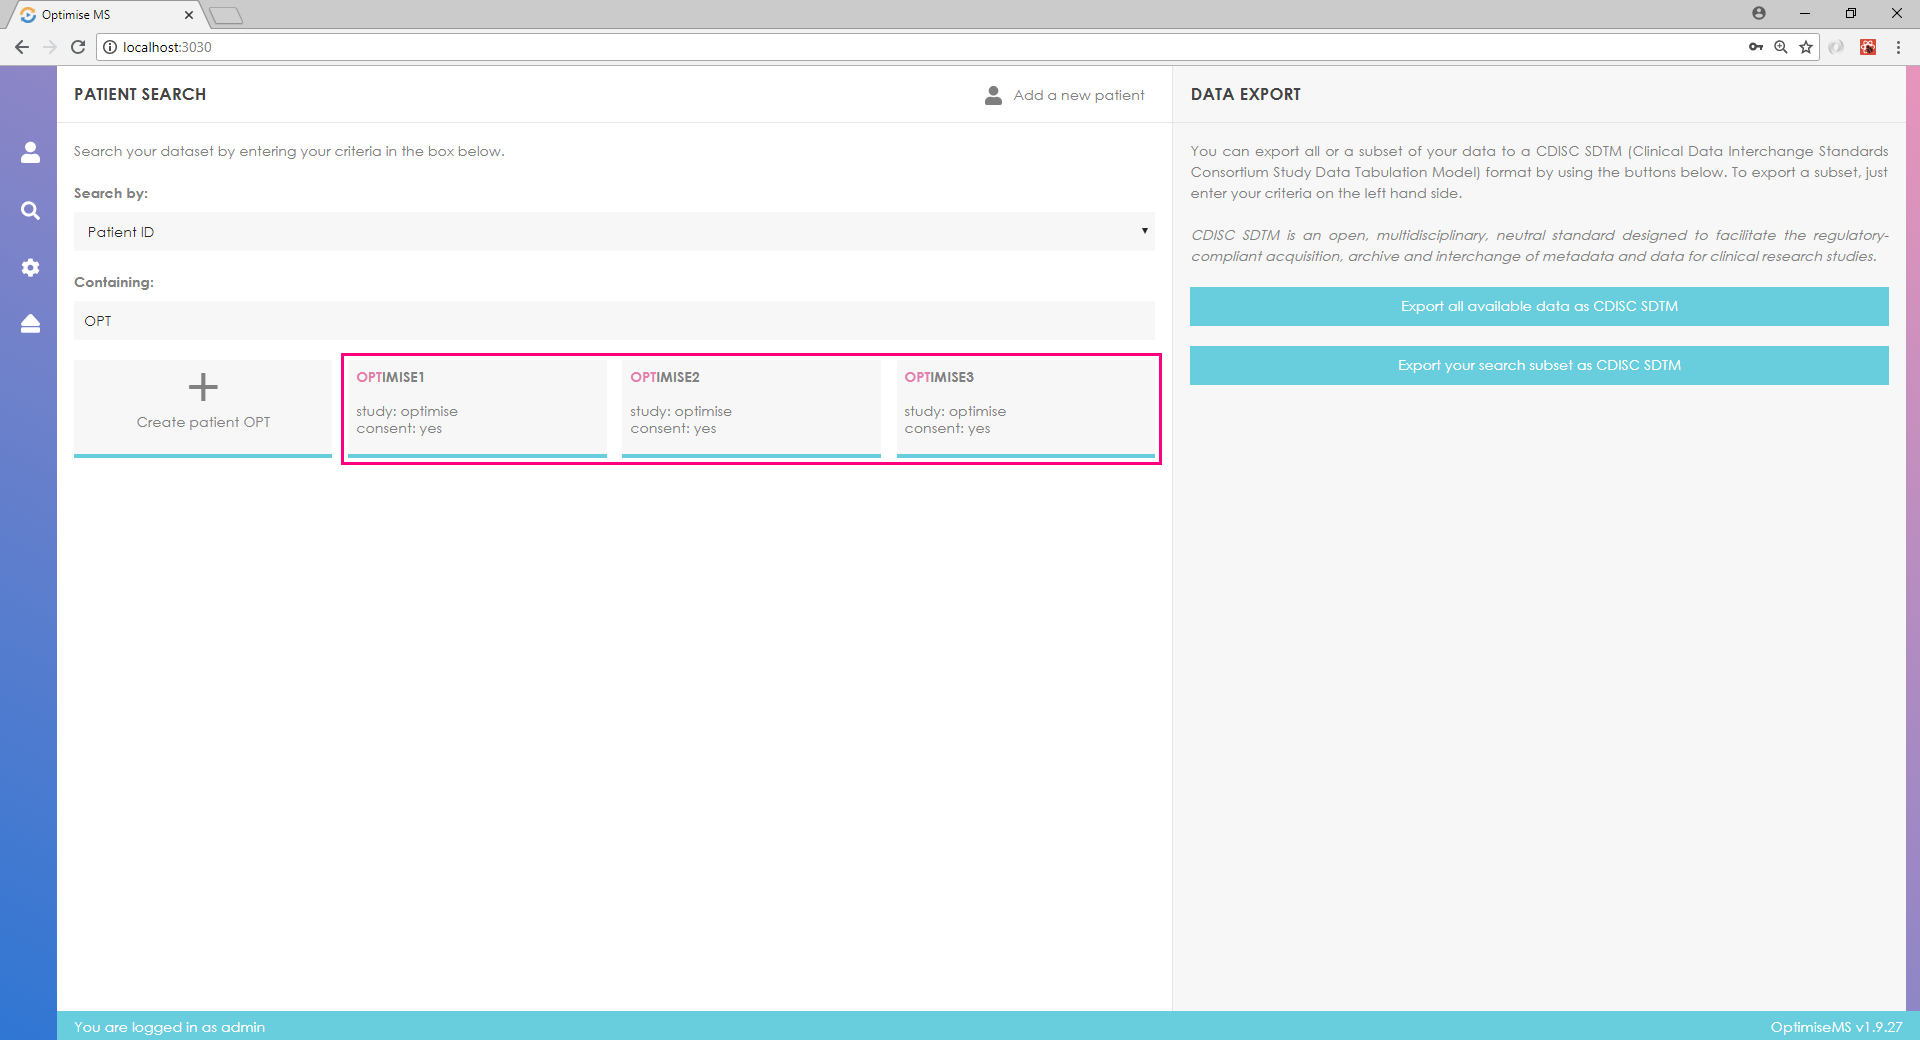 Optimise MS
localhost:3030
PATIENT SEARCH
Add a new patient
Search your dataset by entering your criteria in the box below.
Search by:
Patient ID
Containing:
OPT
Create patient OPT
OPTIMISE1
study: optimise
consent: yes
OPTIMISE2
study: optimise
consent: yes
OPTIMISE3
study: optimise
consent: yes
DATA EXPORT
You can export all or a subset of your data to a CDISC SDTM (Clinical Data Interchange Standards
Consortium Study Data Tabulation Model) format by using the buttons below. To export a subset, just
enter your criteria on the left hand side.
CDISC SDTM is an open, multidisciplinary, neutral standard designed to facilitate the regulatory-
compliant acquisition, archive and interchange of metadata and data for clinical research studies.
Export all available data as CDISC SDTM
Export your search subset as CDISC SDTM
You are logged in as admin
OptimiseMS v1.9.27